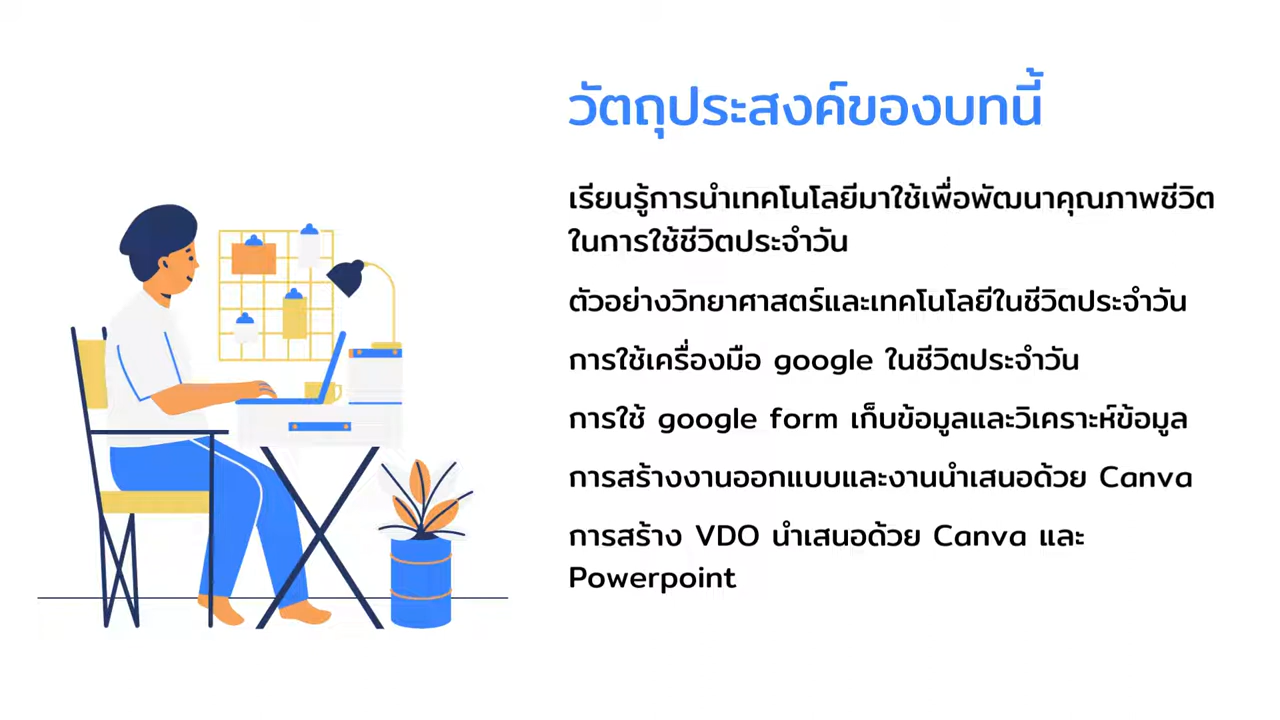 วัตถุประสงค์ของบทนี้
เรียนรู้การนำเทคโนโลยีมาใช้เพื่อพัฒนาคุณภาพชีวิต
ในการใช้ชีวิตประจำวัน
ตัวอย่างวิทยาศาสตร์และเทคโนโลยีในชีวิตประจำวัน
การใช้เครื่องมือ google ในชีวิตประจำวัน
การใช้ google form เก็บข้อมูลและวิเคราะห์ข้อมูล
การสร้างงานออกแบบและงานนำเสนอด้วย Canva
การสร้าง VDO นำเสนอด้วย Canva และ
Powerpoint